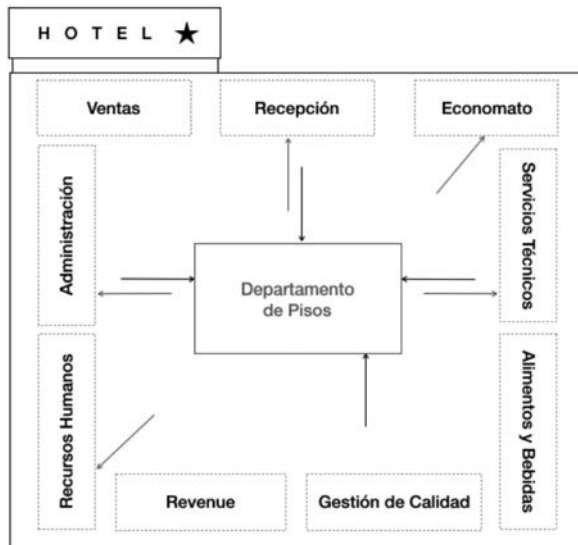 HOTEL ★
Ventas
Recepción
Economato
Administración
Servicios Técnicos
Departamento
de Pisos
Recursos Humanos
Alimentos y Bebidas
Revenue
Gestión de Calidad